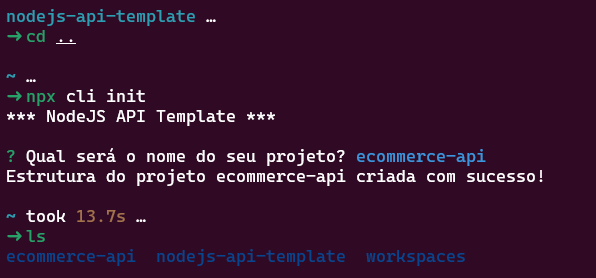 nodejs-api-template …
➜ cd ..
~ …
➜ npx cli init
*** NodeJS API Template ***
? Qual será o nome do seu projeto? ecommerce-api
Estrutura do projeto ecommerce-api criada com sucesso!
~ took 13.7s …
➜ ls
ecommerce-api  nodejs-api-template  workspaces